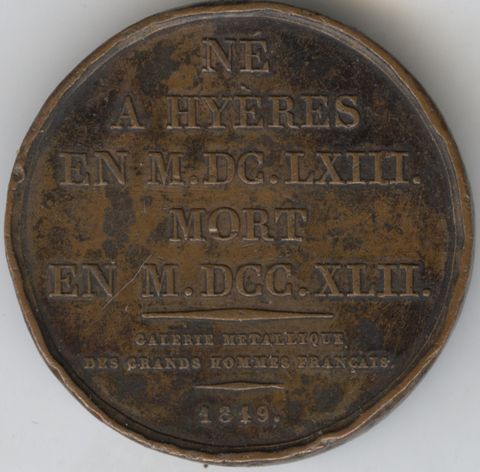 NÉ
A HYÈRES
EN M.DC.LXIII.
MORT
EN M.DCC.XLII.
GALERIE METALLIQUE
DES GRANDS HOMMES FRANÇAIS.
1819.